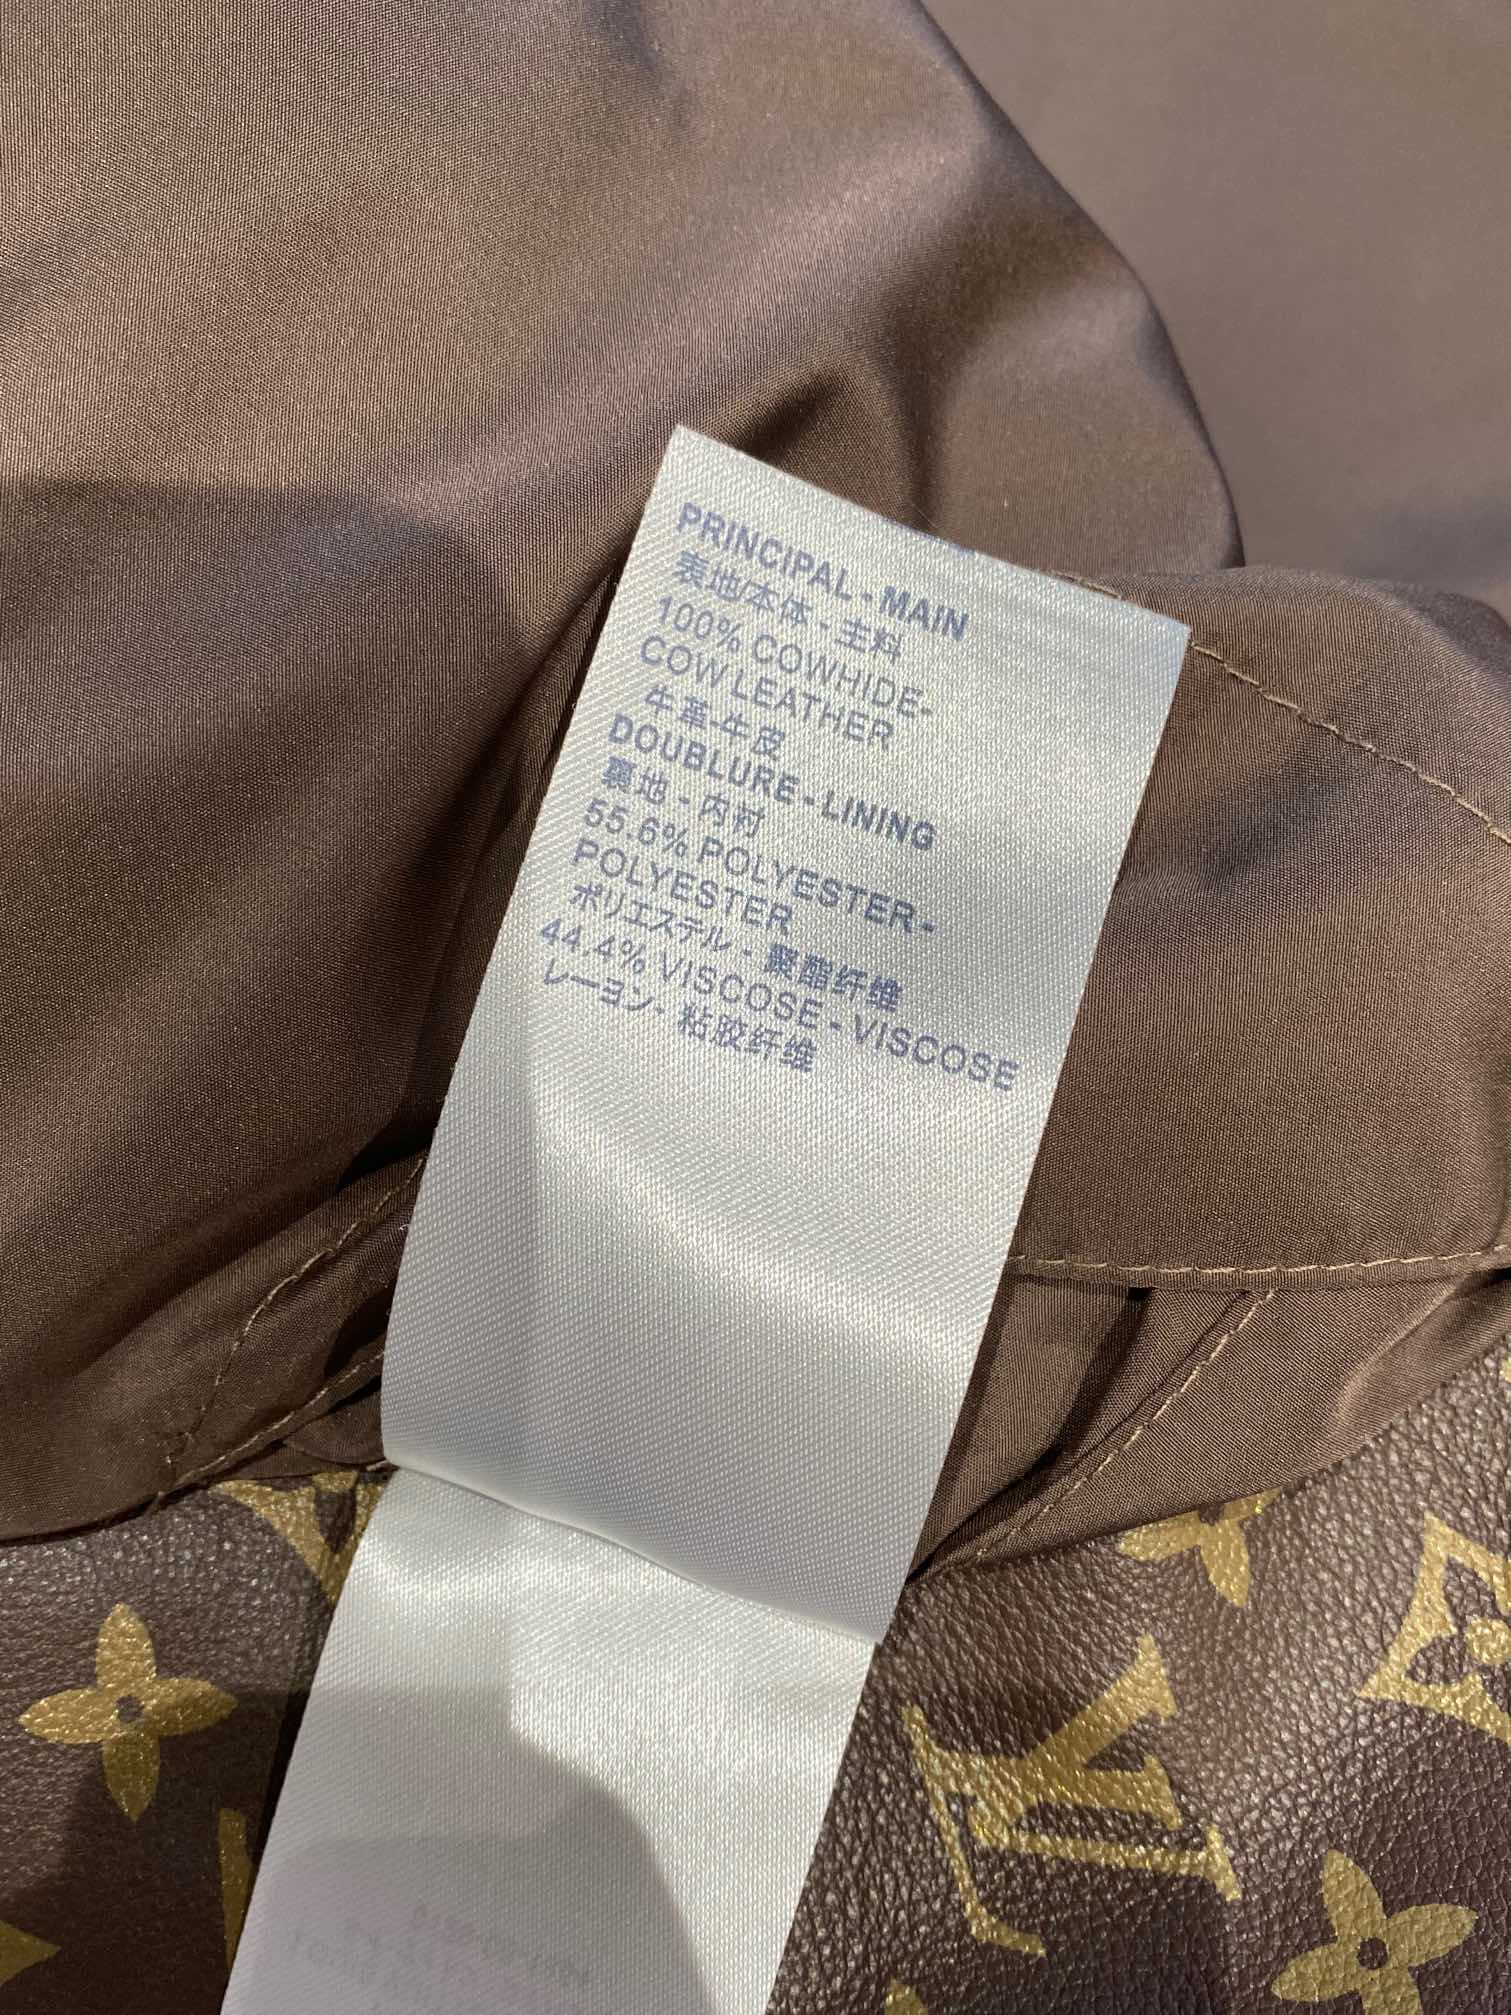 PRINCIPAL - MAIN
表地/本体 - 主料
100% COWHIDE-
COW LEATHER
牛革-牛皮
DOUBLURE - LINING
裏地 - 内衬
55.6% POLYESTER-
POLYESTER
ポリエステル - 聚酯纤维
44.4% VISCOSE - VISCOSE
レーヨン - 粘胶纤维
LV